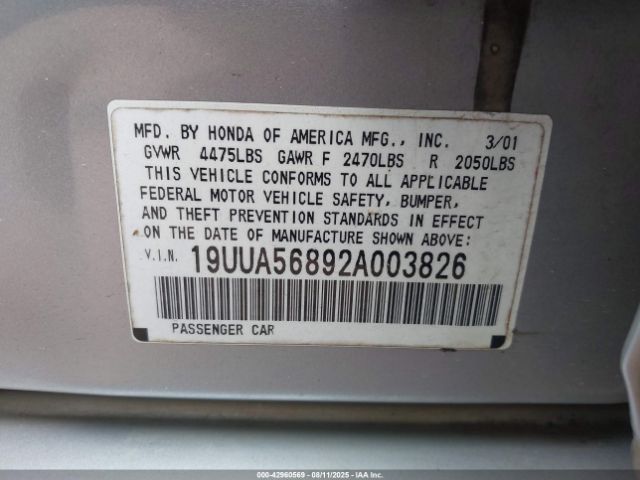 MFD. BY HONDA OF AMERICA MFG., INC. 3/01
GVWR 4475LBS GAWR F 2470LBS R 2050LBS
THIS VEHICLE CONFORMS TO ALL APPLICABLE
FEDERAL MOTOR VEHICLE SAFETY, BUMPER,
AND THEFT PREVENTION STANDARDS IN EFFECT
ON THE DATE OF MANUFACTURE SHOWN ABOVE:
V.I.N. 19UUA56892A003826
PASSENGER CAR
000-42960569 · 08/11/2025 · IAA Inc.